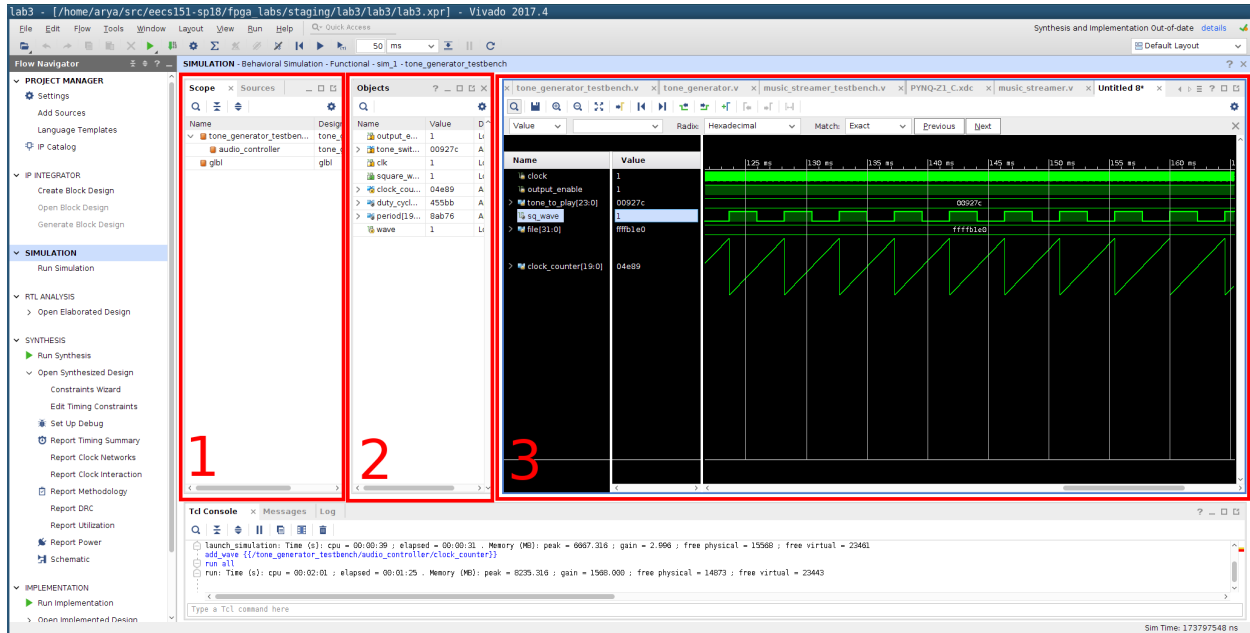 lab3 - [/home/arya/src/eecs151-sp18/fpga_labs/staging/lab3/lab3/lab3.xpr] - Vivado 2017.4
File Edit Flow Tools Window Layout View Run Help Q- Quick Access
Synthesis and Implementation Out-of-date details
50 ms
Default Layout
Flow Navigator
SIMULATION - Behavioral Simulation - Functional - sim_1 - tone_generator_testbench
PROJECT MANAGER
Settings
Add Sources
Language Templates
IP Catalog
IP INTEGRATOR
Create Block Design
Open Block Design
Generate Block Design
SIMULATION
Run Simulation
RTL ANALYSIS
Open Elaborated Design
SYNTHESIS
Run Synthesis
Open Synthesized Design
Constraints Wizard
Edit Timing Constraints
Set Up Debug
Report Timing Summary
Report Clock Networks
Report Clock Interaction
Report Methodology
Report DRC
Report Utilization
Report Power
Schematic
IMPLEMENTATION
Run Implementation
Open Implemented Design
Scope Sources
Name Design
tone_generator_testben... tone_g
audio_controller tone_g
glbl glbl
1
Objects
Name Value D
output_e... 1 Lo
tone_swit... 00927c A
clk 1 Lo
square_w... 1 Lo
clock_cou... 04e89 A
duty_cycl... 455bb A
period[19... 8ab76 A
wave 1 Lo
2
tone_generator_testbench.v tone_generator.v music_streamer_testbench.v PYNQ-Z1_C.xdc music_streamer.v Untitled 8*
Value Radix: Hexadecimal Match: Exact Previous Next
Name Value
125 ms 130 ms 135 ms 140 ms 145 ms 150 ms 155 ms 160 ms
clock 1
output_enable 1
tone_to_play[23:0] 00927c 00927c
sq_wave 1
file[31:0] ffffb1e0 ffffb1e0
clock_counter[19:0] 04e89
3
Tcl Console Messages Log
launch_simulation: Time (s): cpu = 00:00:39 ; elapsed = 00:00:31 . Memory (MB): peak = 6667.316 ; gain = 2.996 ; free physical = 15568 ; free virtual = 23461
add_wave {{/tone_generator_testbench/audio_controller/clock_counter}}
run all
run: Time (s): cpu = 00:02:01 ; elapsed = 00:01:25 . Memory (MB): peak = 8235.316 ; gain = 1568.000 ; free physical = 14873 ; free virtual = 23443
Type a Tcl command here
Sim Time: 173797548 ns